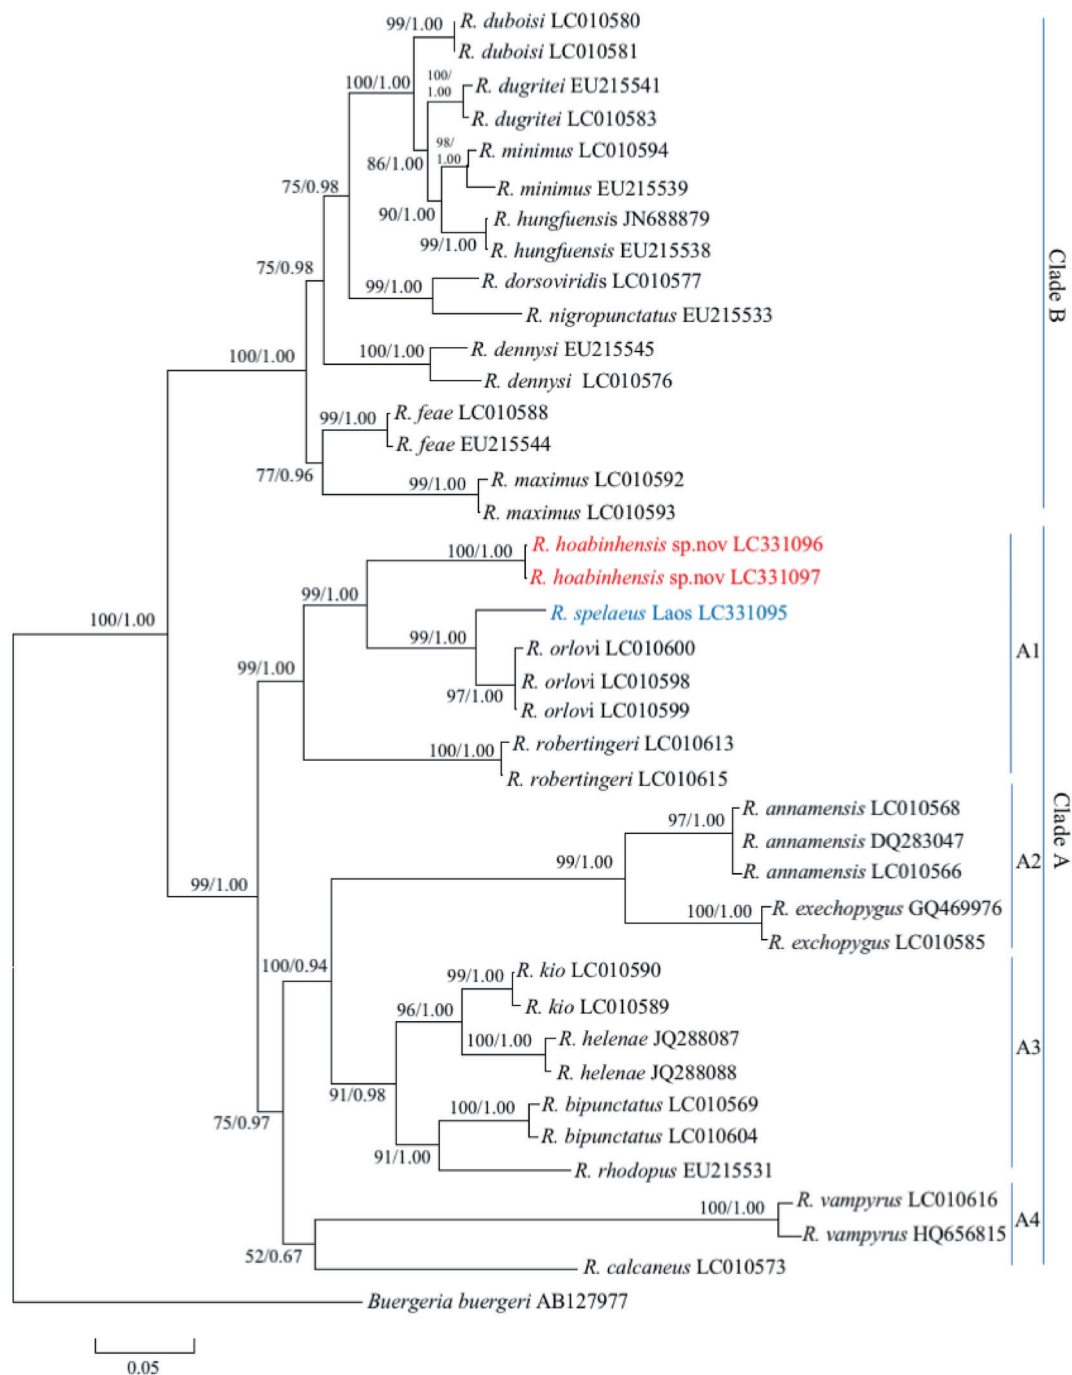 99/1.00
R. duboisi LC010580
R. duboisi LC010581
100/1.00
100/
1.00
R. dugritei EU215541
R. dugritei LC010583
86/1.00
98/
1.00
R. minimus LC010594
R. minimus EU215539
75/0.98
90/1.00
R. hungfuensis JN688879
99/1.00
R. hungfuensis EU215538
75/0.98
99/1.00
R. dorsoviridis LC010577
R. nigropunctatus EU215533
100/1.00
100/1.00
R. dennysi EU215545
R. dennysi LC010576
99/1.00
R. feae LC010588
R. feae EU215544
77/0.96
99/1.00
R. maximus LC010592
R. maximus LC010593
Clade B
100/1.00
R. hoabinhensis sp.nov LC331096
R. hoabinhensis sp.nov LC331097
99/1.00
R. spelaeus Laos LC331095
100/1.00
99/1.00
R. orlovi LC010600
99/1.00
R. orlovi LC010598
97/1.00
R. orlovi LC010599
100/1.00
R. robertingeri LC010613
R. robertingeri LC010615
A1
97/1.00
R. annamensis LC010568
R. annamensis DQ283047
99/1.00
R. annamensis LC010566
99/1.00
100/1.00
R. exechopygus GQ469976
R. exchopygus LC010585
A2
Clade A
100/0.94
99/1.00
R. kio LC010590
R. kio LC010589
96/1.00
100/1.00
R. helenae JQ288087
R. helenae JQ288088
91/0.98
100/1.00
R. bipunctatus LC010569
R. bipunctatus LC010604
75/0.97
91/1.00
R. rhodopus EU215531
A3
100/1.00
R. vampyrus LC010616
R. vampyrus HQ656815
A4
52/0.67
R. calcaneus LC010573
Buergeria buergeri AB127977
0.05